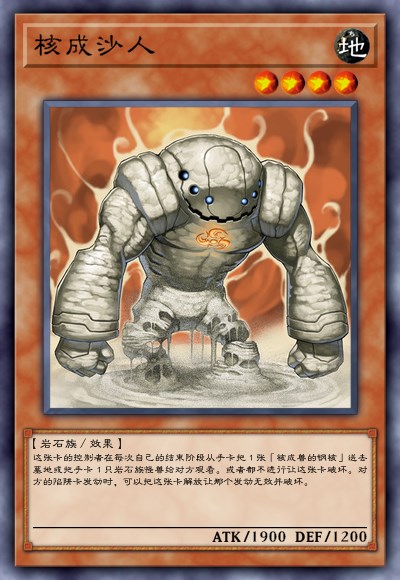 核成沙人
地
【岩石族／效果】
这张卡的控制者在每次自己的结束阶段从手卡把1张「核成兽的钢核」送去
墓地或把手卡1只岩石族怪兽给对方观看。或者都不进行让这张卡破坏。对
方的陷阱卡发动时，可以把这张卡解放让那个发动无效并破坏。
ATK/1900 DEF/1200